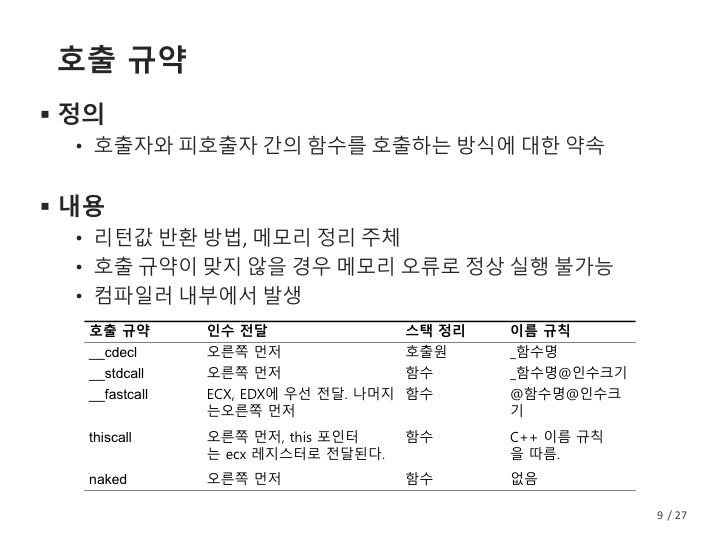 호출 규약
▪ 정의
• 호출자와 피호출자 간의 함수를 호출하는 방식에 대한 약속
▪ 내용
• 리턴값 반환 방법, 메모리 정리 주체
• 호출 규약이 맞지 않을 경우 메모리 오류로 정상 실행 불가능
• 컴파일러 내부에서 발생
호출 규약 인수 전달 스택 정리 이름 규칙
__cdecl 오른쪽 먼저 호출원 _함수명
__stdcall 오른쪽 먼저 함수 _함수명@인수크기
__fastcall ECX, EDX에 우선 전달. 나머지 함수 @함수명@인수크
는오른쪽 먼저 기
thiscall 오른쪽 먼저, this 포인터 함수 C++ 이름 규칙
는 ecx 레지스터로 전달된다. 을 따름.
naked 오른쪽 먼저 함수 없음
9 / 27